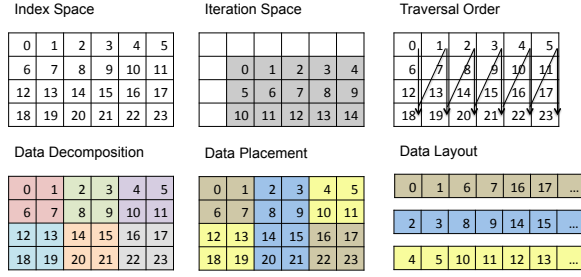 Index Space
0 1 2 3 4 5
6 7 8 9 10 11
12 13 14 15 16 17
18 19 20 21 22 23
Iteration Space
0 1 2 3 4
5 6 7 8 9
10 11 12 13 14
Traversal Order
0 1 2 3 4 5
6 7 8 9 10 11
12 13 14 15 16 17
18 19 20 21 22 23
Data Decomposition
0 1 2 3 4 5
6 7 8 9 10 11
12 13 14 15 16 17
18 19 20 21 22 23
Data Placement
0 1 2 3 4 5
6 7 8 9 10 11
12 13 14 15 16 17
18 19 20 21 22 23
Data Layout
0 1 6 7 16 17 ...
2 3 8 9 14 15 ...
4 5 10 11 12 13 ...